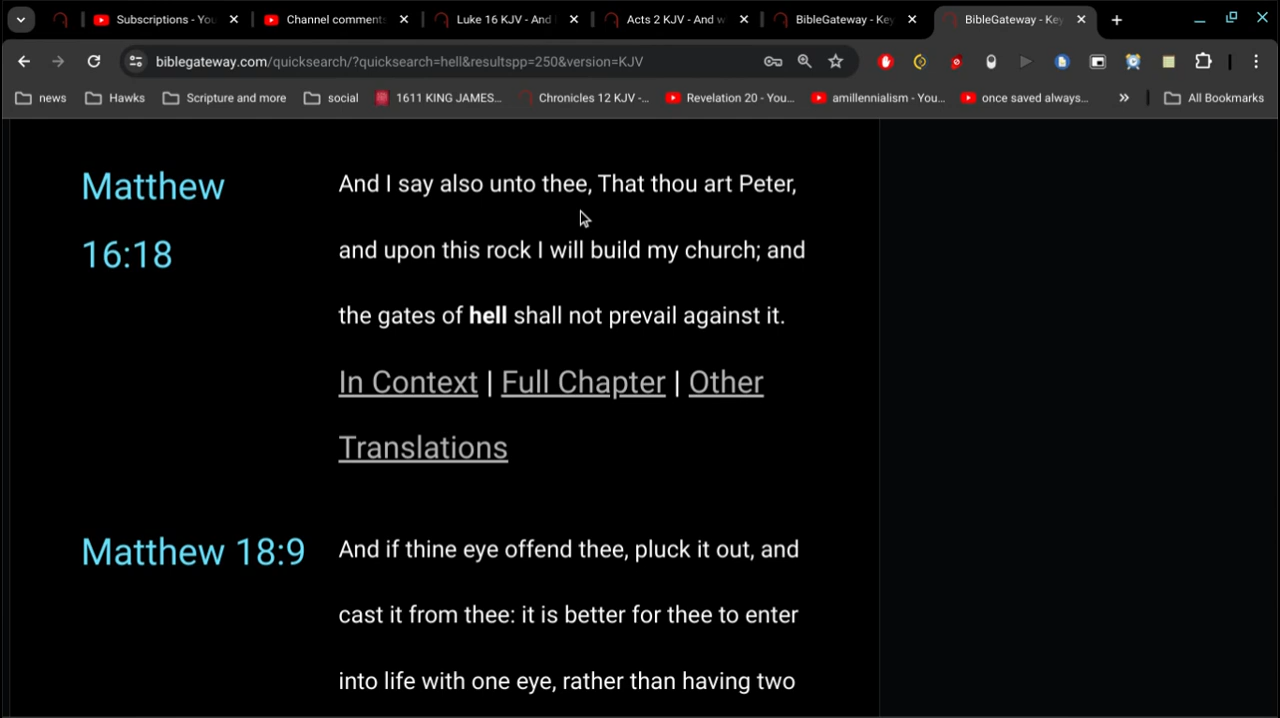 Subscriptions - You
Channel comments
Luke 16 KJV - And I
Acts 2 KJV - And w
BibleGateway - Key
BibleGateway - Key
biblegateway.com/quicksearch/?quicksearch=hell&resultspp=250&version=KJV
news
Hawks
Scripture and more
social
1611 KING JAMES...
Chronicles 12 KJV -...
Revelation 20 - You...
amillennialism - You...
once saved always...
»
All Bookmarks
Matthew
16:18
And I say also unto thee, That thou art Peter,
and upon this rock I will build my church; and
the gates of hell shall not prevail against it.
In Context | Full Chapter | Other
Translations
Matthew 18:9
And if thine eye offend thee, pluck it out, and
cast it from thee: it is better for thee to enter
into life with one eye, rather than having two